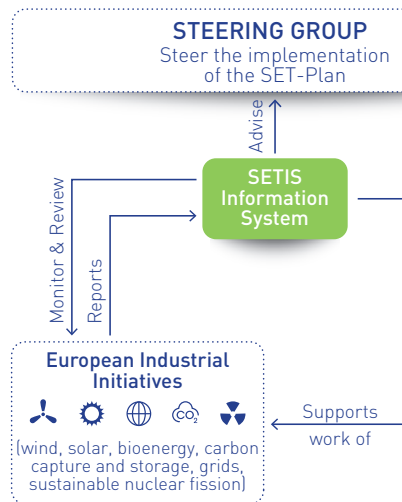 STEERING GROUP
Steer the implementation
of the SET-Plan
Advise
SETIS
Information
System
Monitor & Review
Reports
European Industrial
Initiatives
CO2
(wind, solar, bioenergy, carbon
capture and storage, grids,
sustainable nuclear fission)
Supports
work of